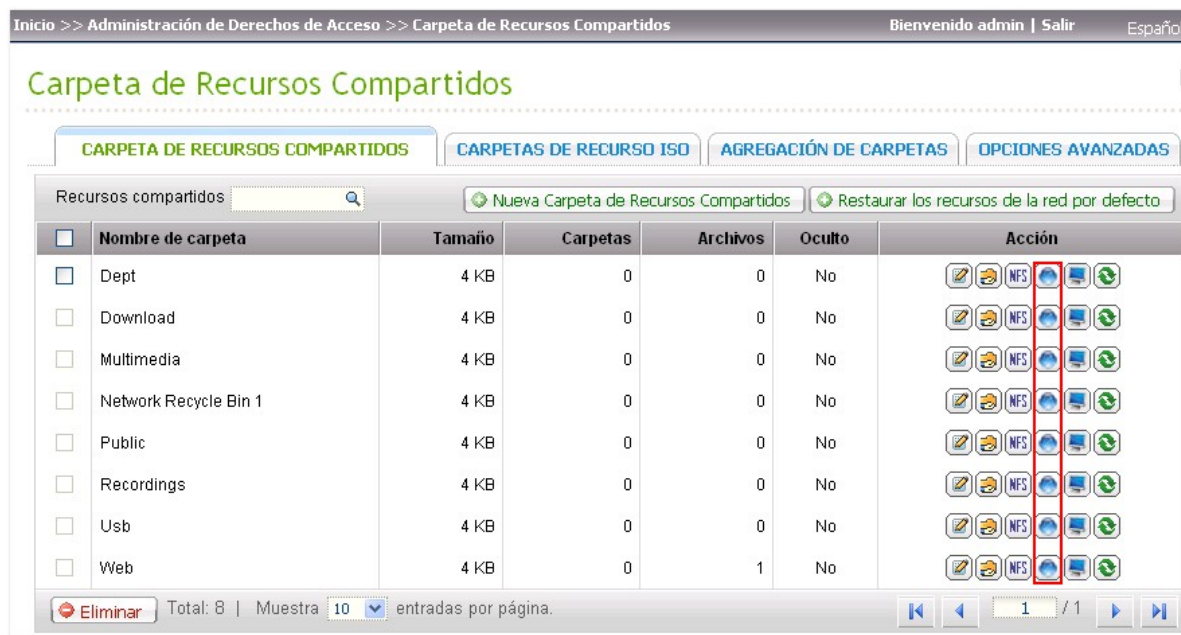 Inicio >> Administración de Derechos de Acceso >> Carpeta de Recursos Compartidos Bienvenido admin | Salir Español
Carpeta de Recursos Compartidos
CARPETA DE RECURSOS COMPARTIDOS CARPETAS DE RECURSO ISO AGREGACIÓN DE CARPETAS OPCIONES AVANZADAS
Recursos compartidos Nueva Carpeta de Recursos Compartidos Restaurar los recursos de la red por defecto
Nombre de carpeta Tamaño Carpetas Archivos Oculto Acción
Dept 4 KB 0 0 No NFS
Download 4 KB 0 0 No NFS
Multimedia 4 KB 0 0 No NFS
Network Recycle Bin 1 4 KB 0 0 No NFS
Public 4 KB 0 0 No NFS
Recordings 4 KB 0 0 No NFS
Usb 4 KB 0 0 No NFS
Web 4 KB 0 1 No NFS
Eliminar Total: 8 | Muestra 10 entradas por página. 1 / 1